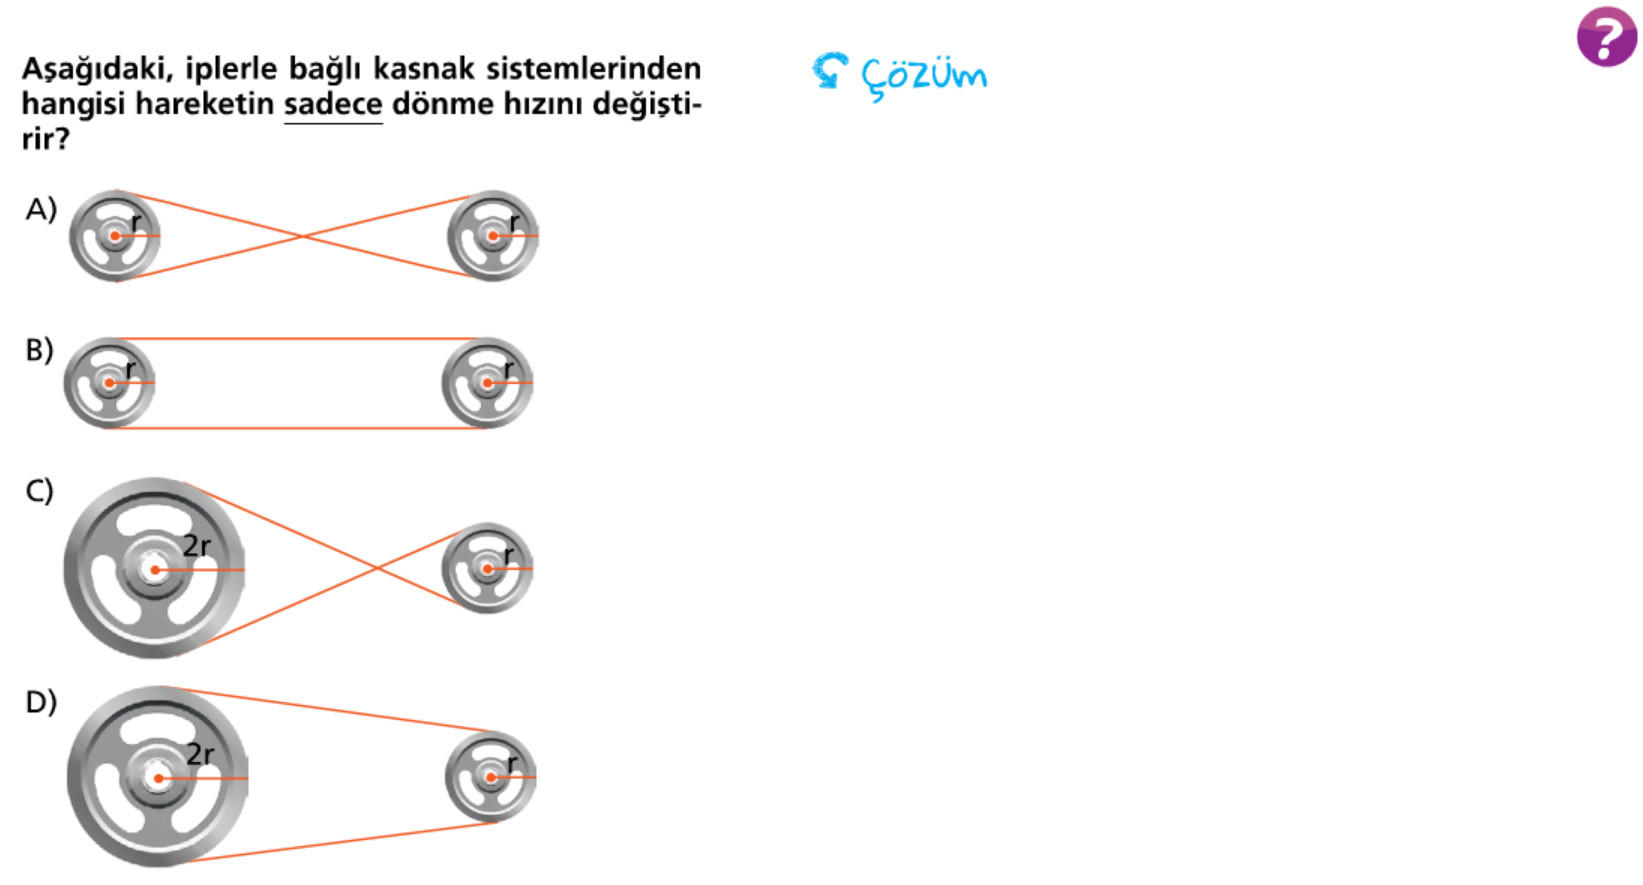 Aşağıdaki, iplerle bağlı kasnak sistemlerinden
hangisi hareketin sadece dönme hızını değişti-
rir?
A)
r
r
B)
r
r
C)
2r
r
D)
2r
r
Çözüm
?